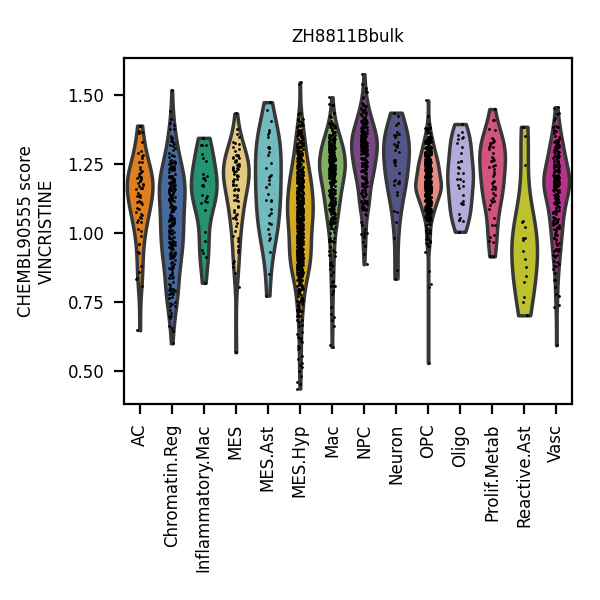 ZH8811Bbulk
CHEMBL90555 score
VINCRISTINE
1.50
1.25
1.00
0.75
0.50
AC
Chromatin.Reg
Inflammatory.Mac
MES
MES.Ast
MES.Hyp
Mac
NPC
Neuron
OPC
Oligo
Prolif.Metab
Reactive.Ast
Vasc